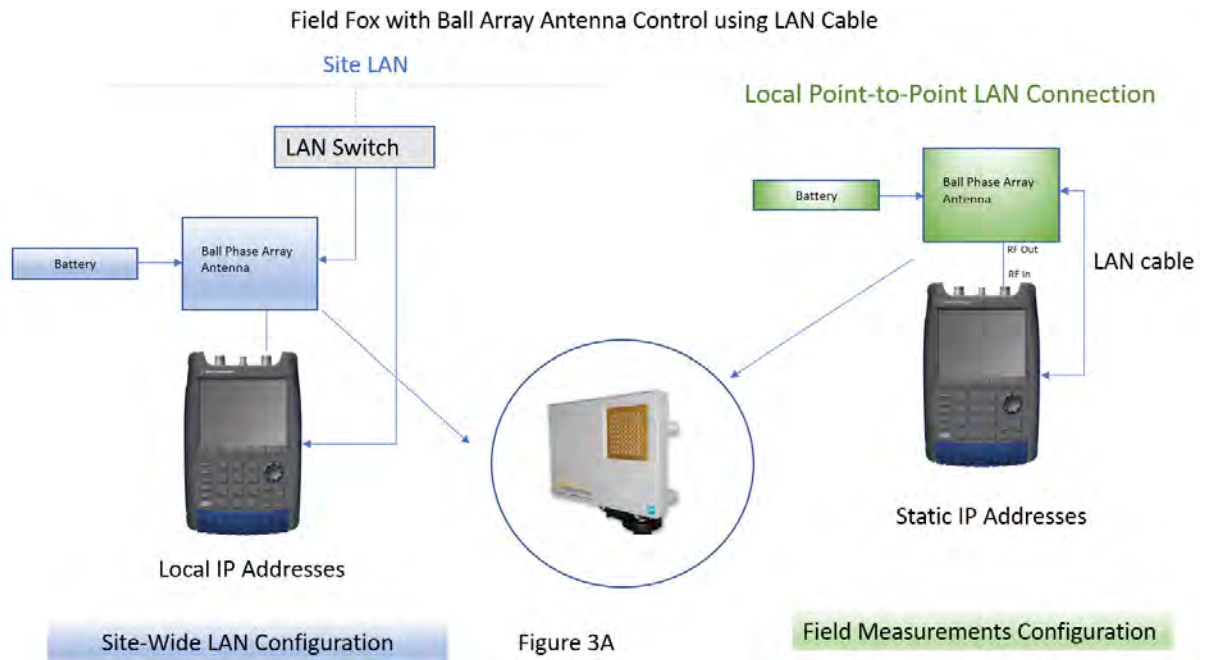 Field Fox with Ball Array Antenna Control using LAN Cable
Site LAN
LAN Switch
Battery
Ball Phase Array
Antenna
Local IP Addresses
Site-Wide LAN Configuration
Figure 3A
Local Point-to-Point LAN Connection
Battery
Ball Phase Array
Antenna
RF Out
RF In
LAN cable
Static IP Addresses
Field Measurements Configuration